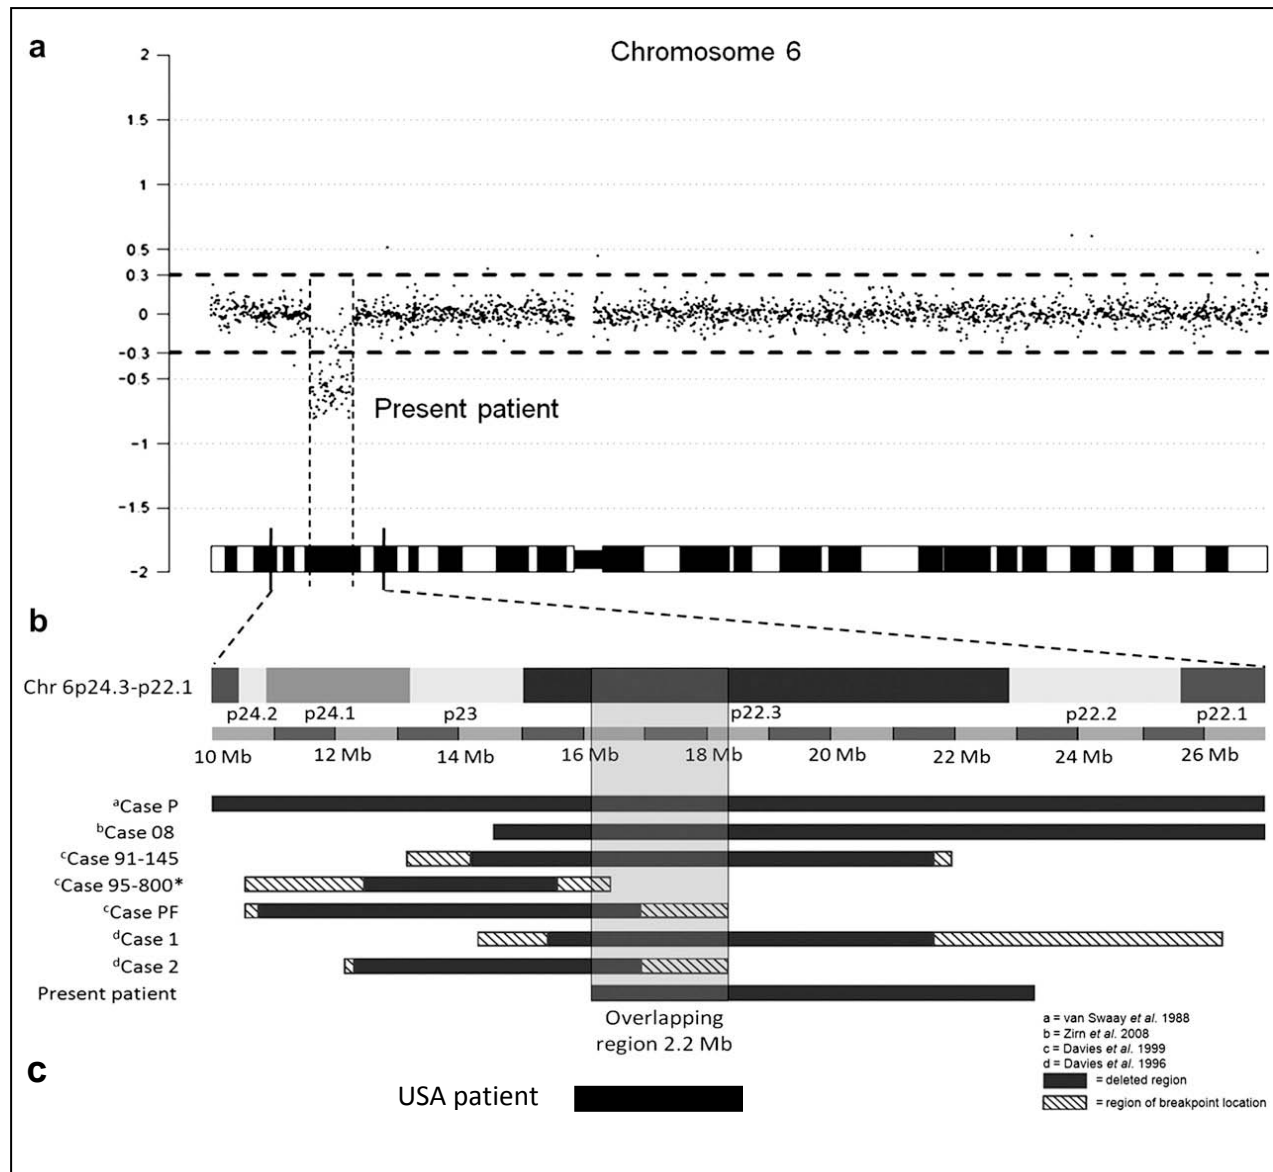 a
Chromosome 6
2
1.5
1
0 5
0 3
0
-0.3
-0.5
Present patient
-1
-1.5
-2
b
Chr 6p24.3-p22.1
p24.2 p24.1 p23 p22.3 p22.2 p22.1
10 Mb 12 Mb 14 Mb 16 Mb 18 Mb 20 Mb 22 Mb 24 Mb 26 Mb
aCase P
bCase 08
cCase 91-145
cCase 95-800*
cCase PF
dCase 1
dCase 2
Present patient
Overlapping
region 2.2 Mb
a = van Swaay et al. 1988
b = Zirn et al. 2008
c = Davies et al. 1999
d = Davies et al. 1996
= deleted region
= region of breakpoint location
c
USA patient